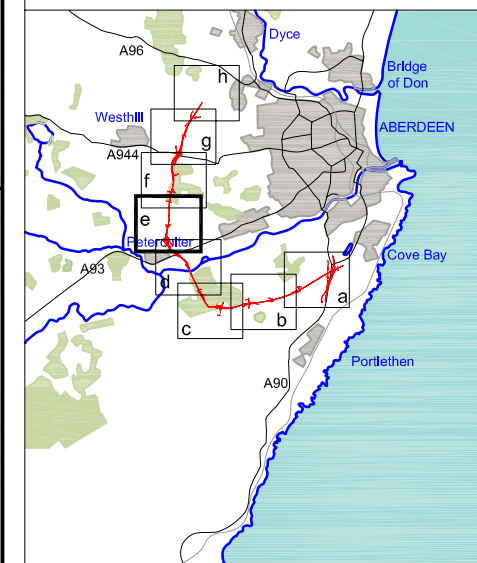 Dyce
A96
Bridge
of Don
h
Westhill
ABERDEEN
g
A944
f
e
Peterculter
Cove Bay
A93
d
a
b
c
Portlethen
A90